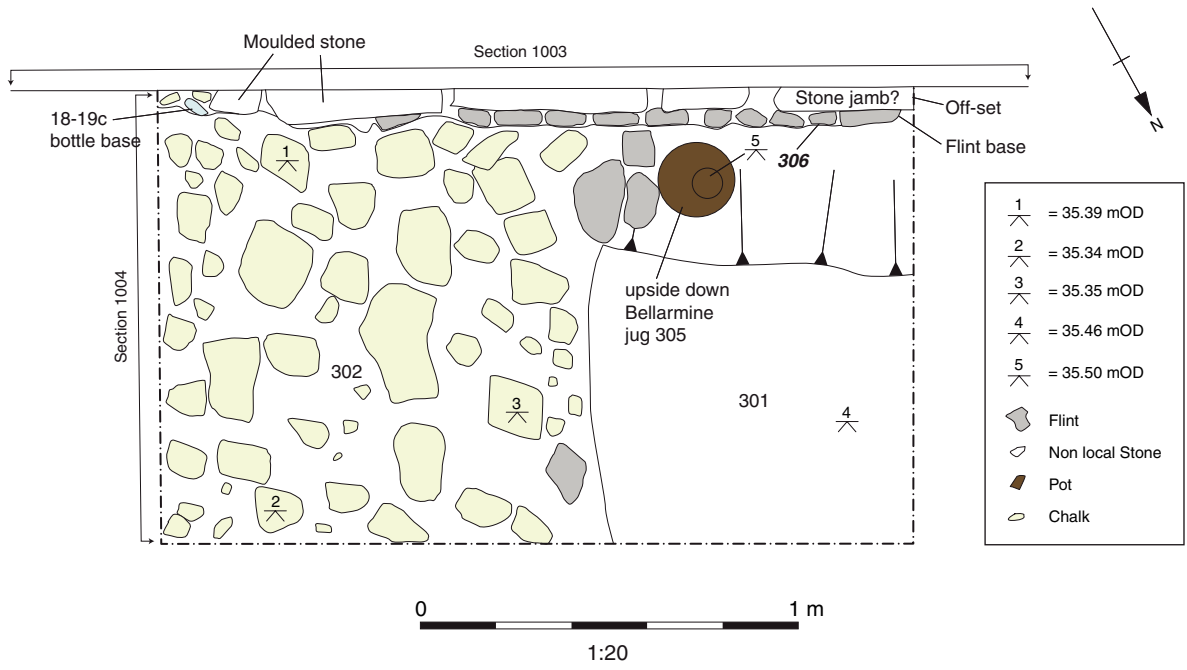 Section 1003
Moulded stone
Stone jamb?
Off-set
Flint base
18-19c
bottle base
N
1
5
306
Section 1004
upside down
Bellarmine
jug 305
302
301
3
4
2
1 = 35.39 mOD
2 = 35.34 mOD
3 = 35.35 mOD
4 = 35.46 mOD
5 = 35.50 mOD
Flint
Non local Stone
Pot
Chalk
0 1 m
1:20